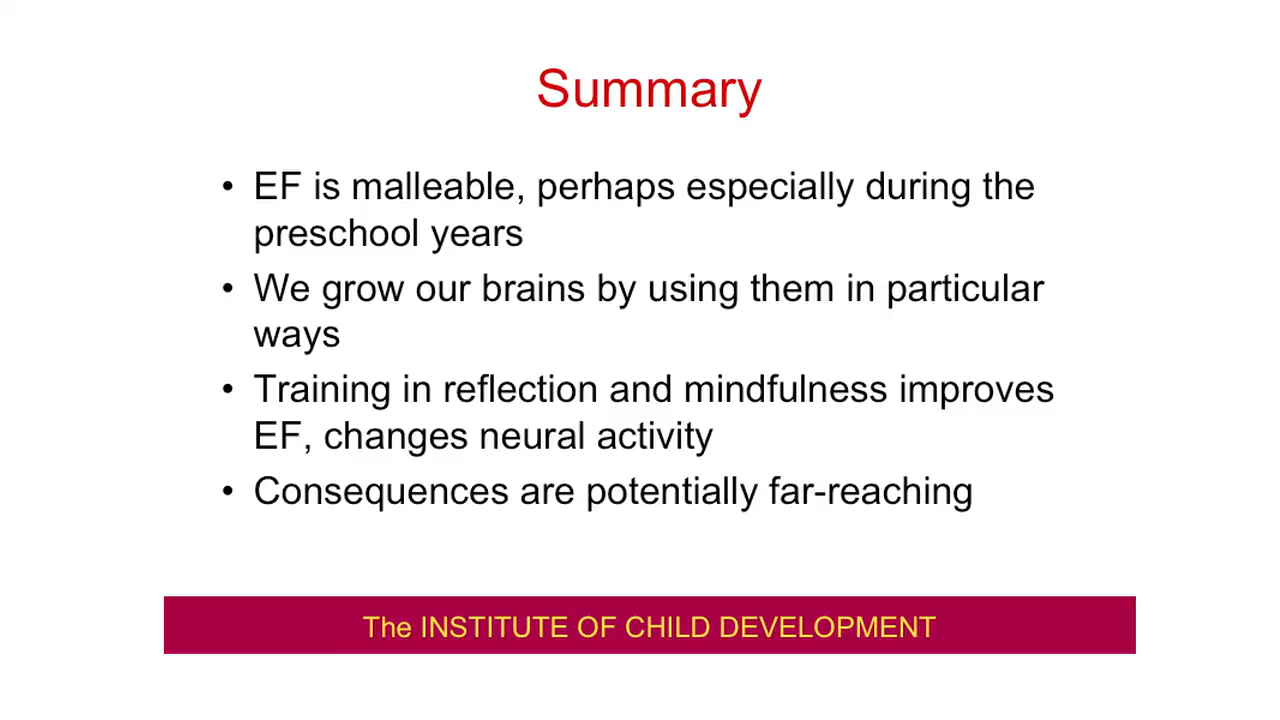 Summary
• EF is malleable, perhaps especially during the
preschool years
• We grow our brains by using them in particular
ways
• Training in reflection and mindfulness improves
EF, changes neural activity
• Consequences are potentially far-reaching
The INSTITUTE OF CHILD DEVELOPMENT